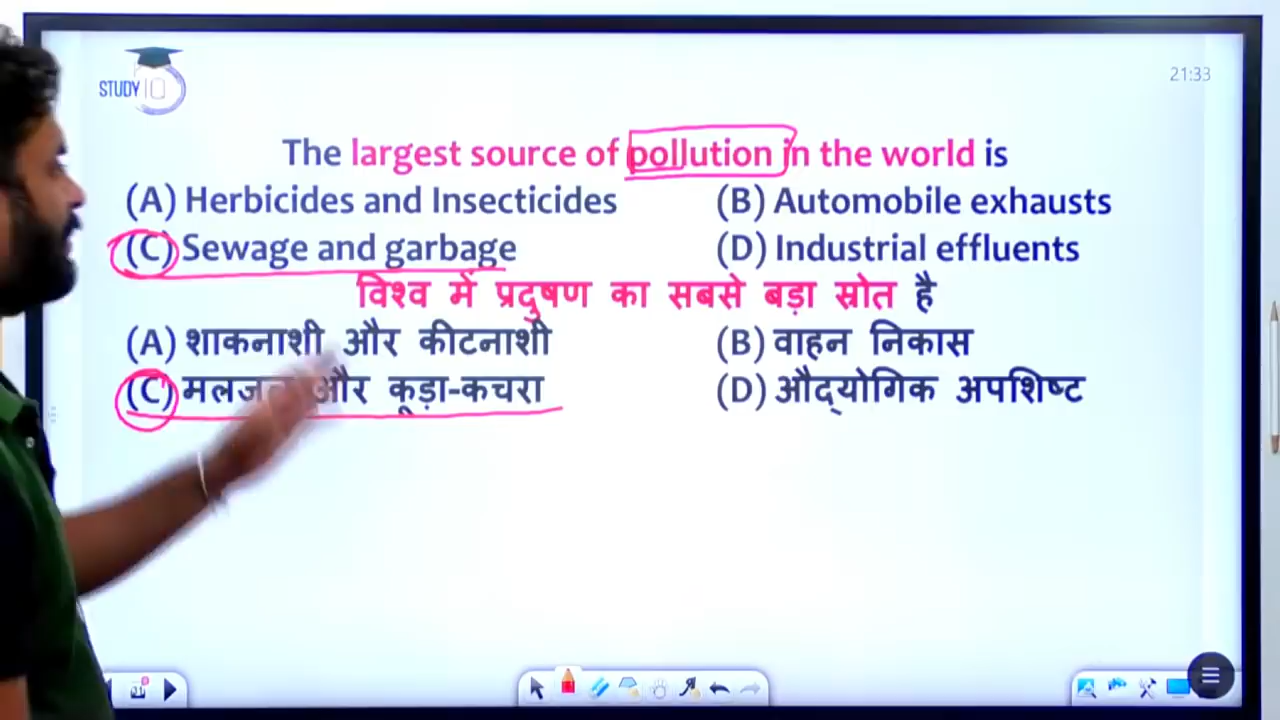 STUDY IQ
21:33
The largest source of pollution in the world is
(A) Herbicides and Insecticides (B) Automobile exhausts
(C) Sewage and garbage (D) Industrial effluents
विश्व में प्रदुषण का सबसे बड़ा स्रोत है
(A) शाकनाशी और कीटनाशी (B) वाहन निकास
(C) मलजल और कूड़ा-कचरा (D) औद्योगिक अपशिष्ट